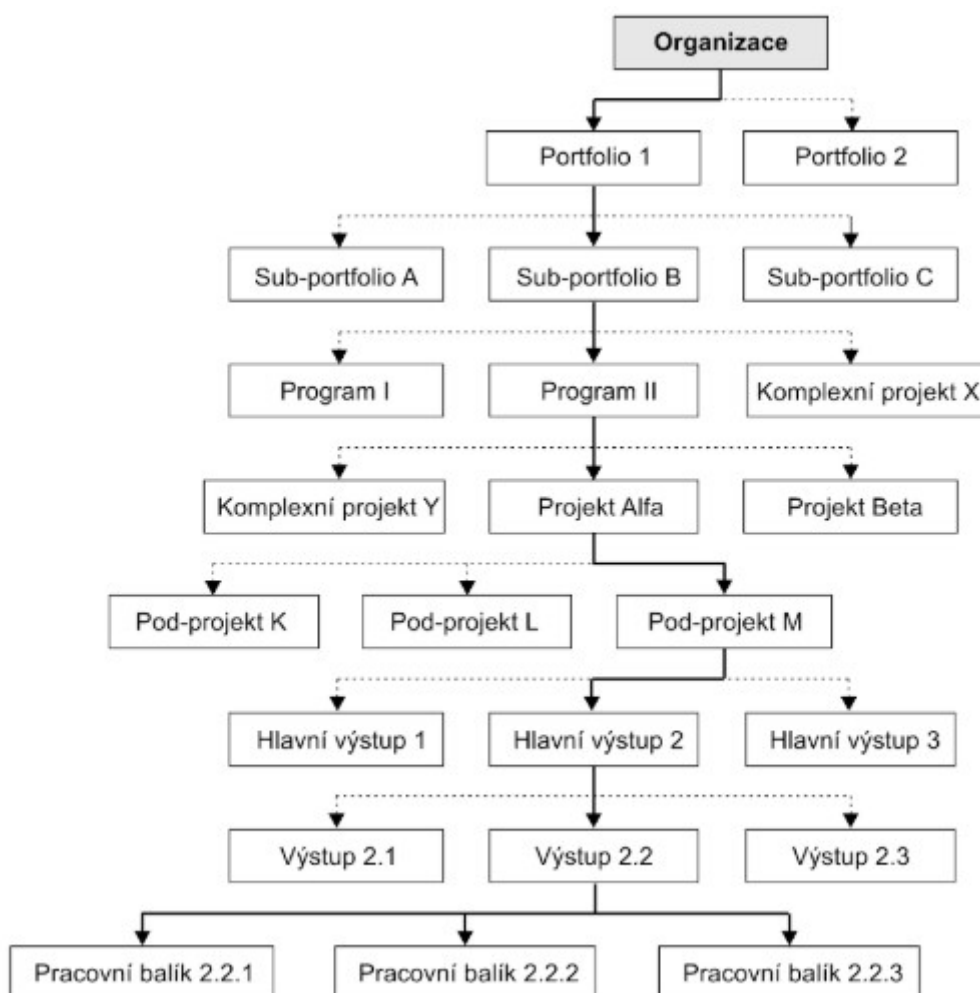 Organizace
Portfolio 1
Portfolio 2
Sub-portfolio A
Sub-portfolio B
Sub-portfolio C
Program I
Program II
Komplexní projekt X
Komplexní projekt Y
Projekt Alfa
Projekt Beta
Pod-projekt K
Pod-projekt L
Pod-projekt M
Hlavní výstup 1
Hlavní výstup 2
Hlavní výstup 3
Výstup 2.1
Výstup 2.2
Výstup 2.3
Pracovní balík 2.2.1
Pracovní balík 2.2.2
Pracovní balík 2.2.3